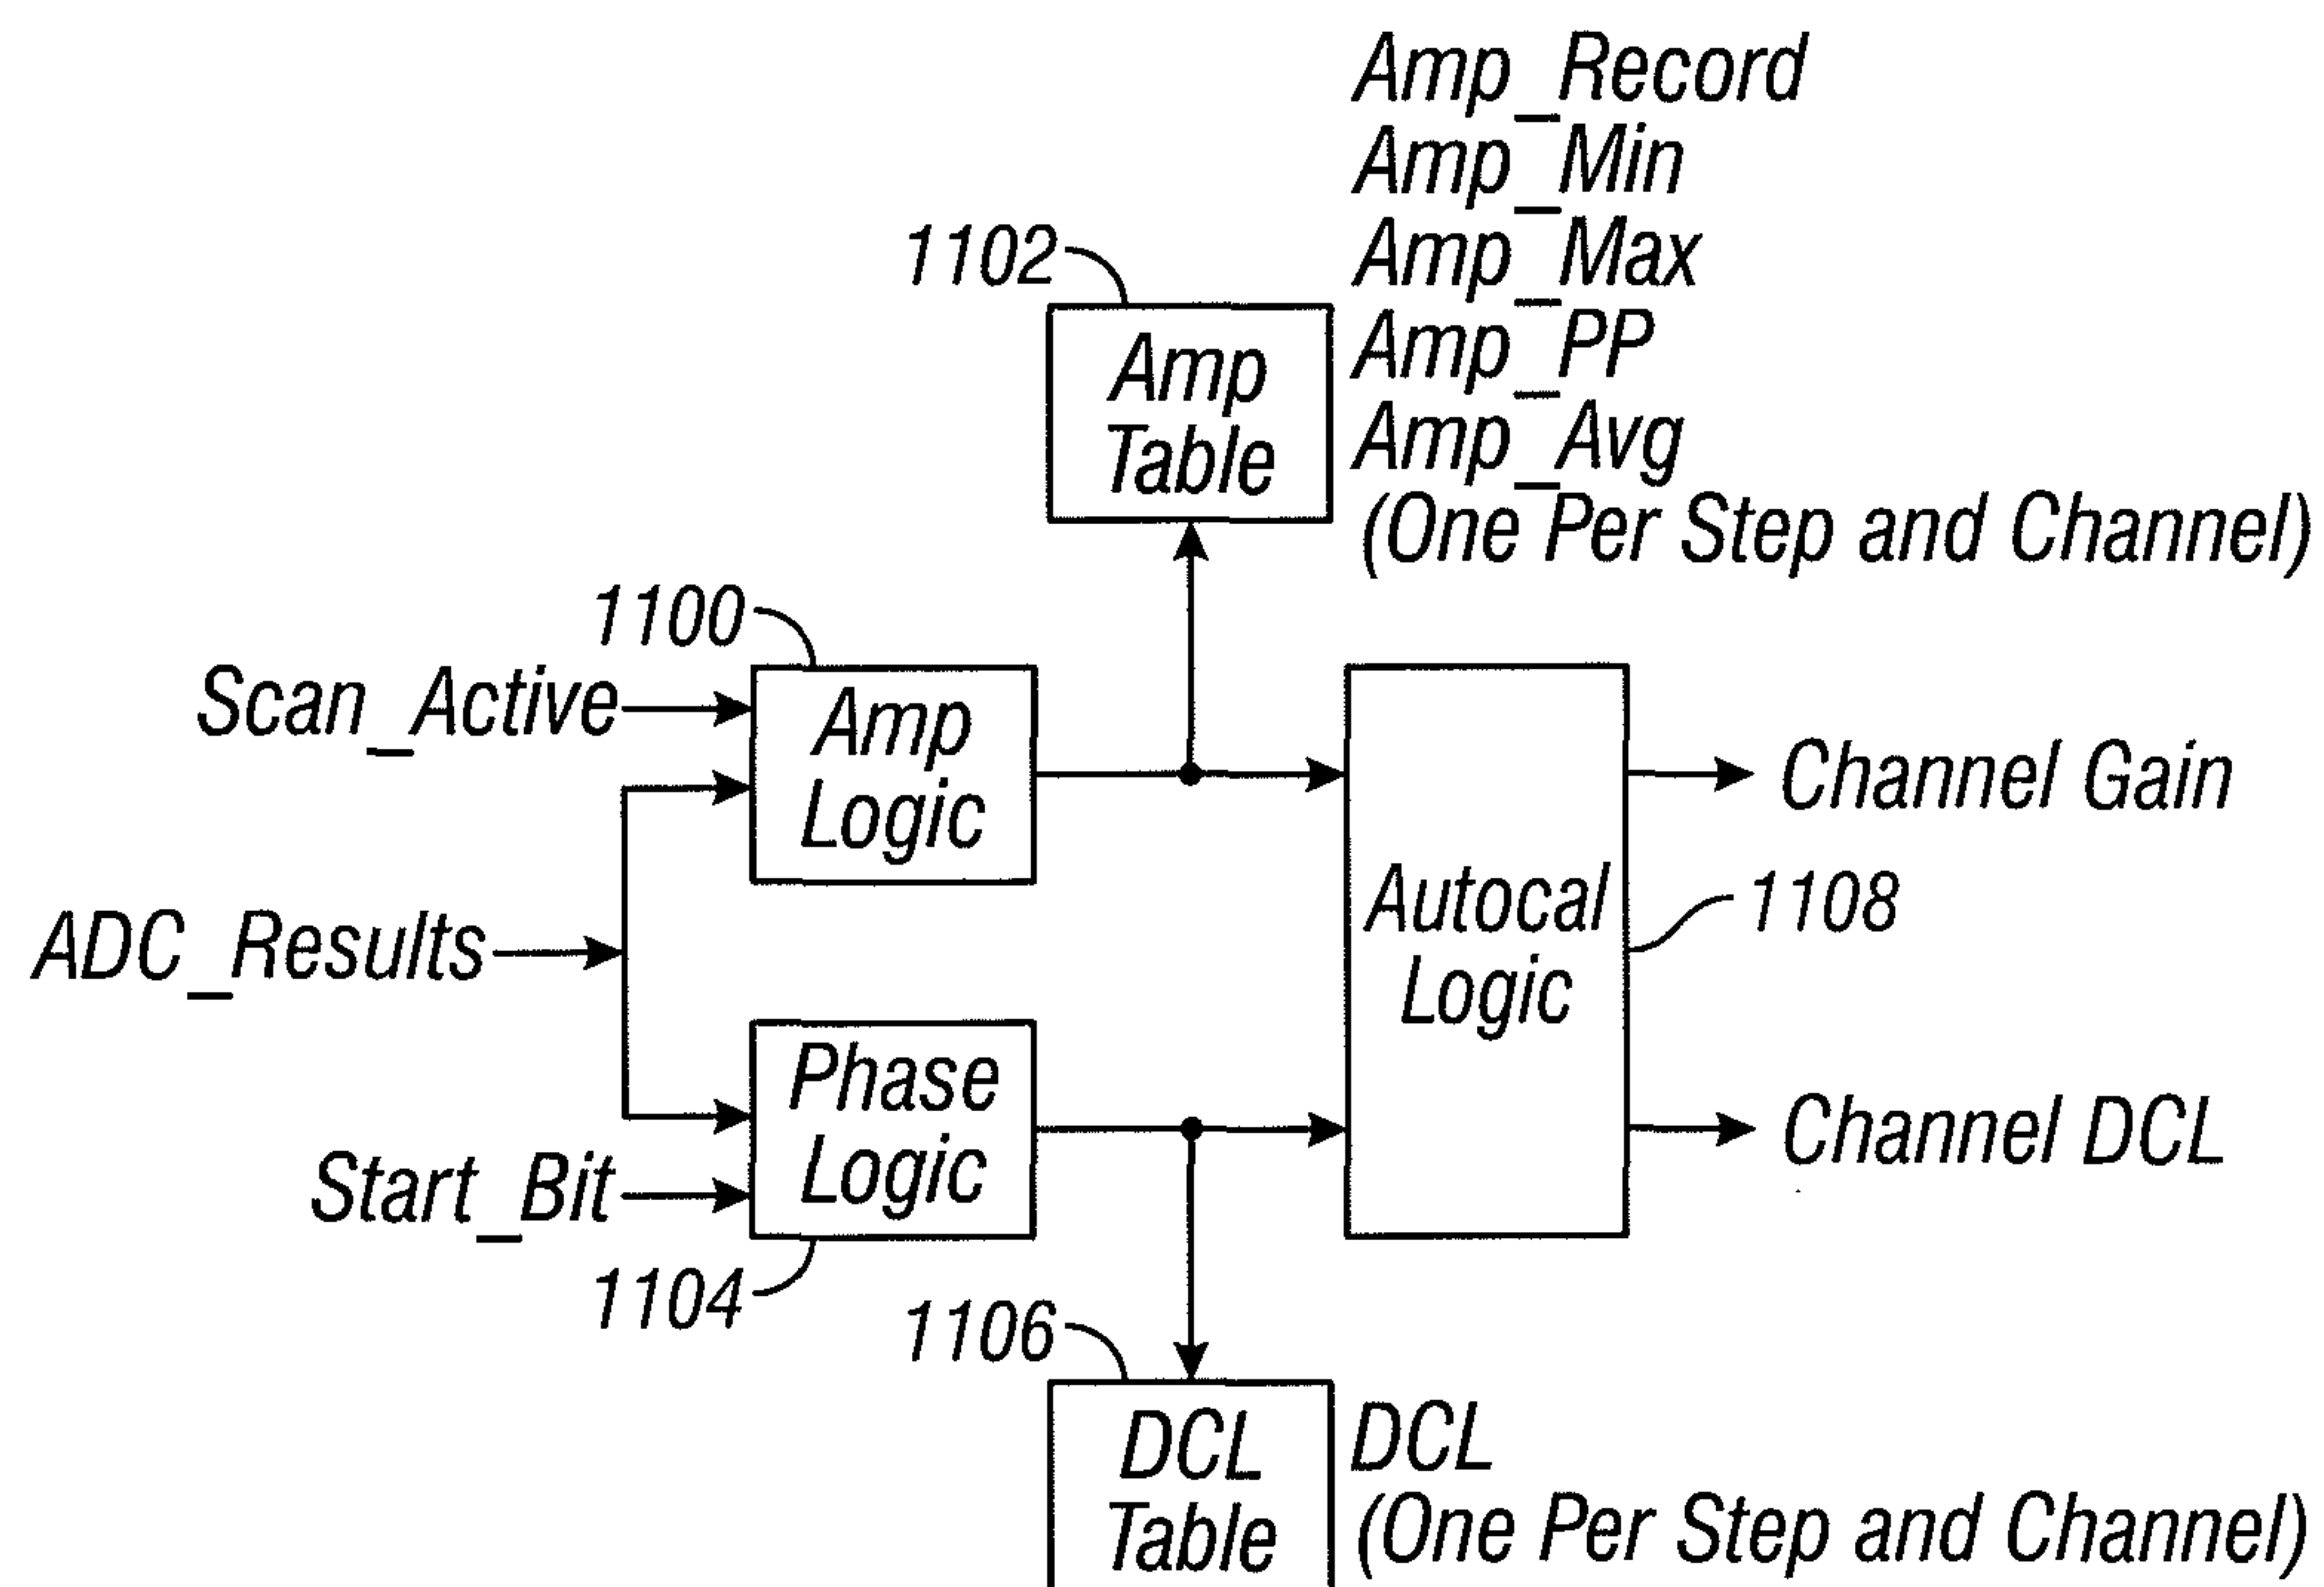 Amp_Record
Amp_Min
Amp_Max
Amp_PP
Amp_Avg
(One Per Step and Channel)
1102
Amp
Table
1100
Scan_Active
Amp
Logic
Channel Gain
ADC_Results
Autocal
Logic
1108
Phase
Logic
Start_Bit
Channel DCL
1104
1106
DCL
Table
DCL
(One Per Step and Channel)